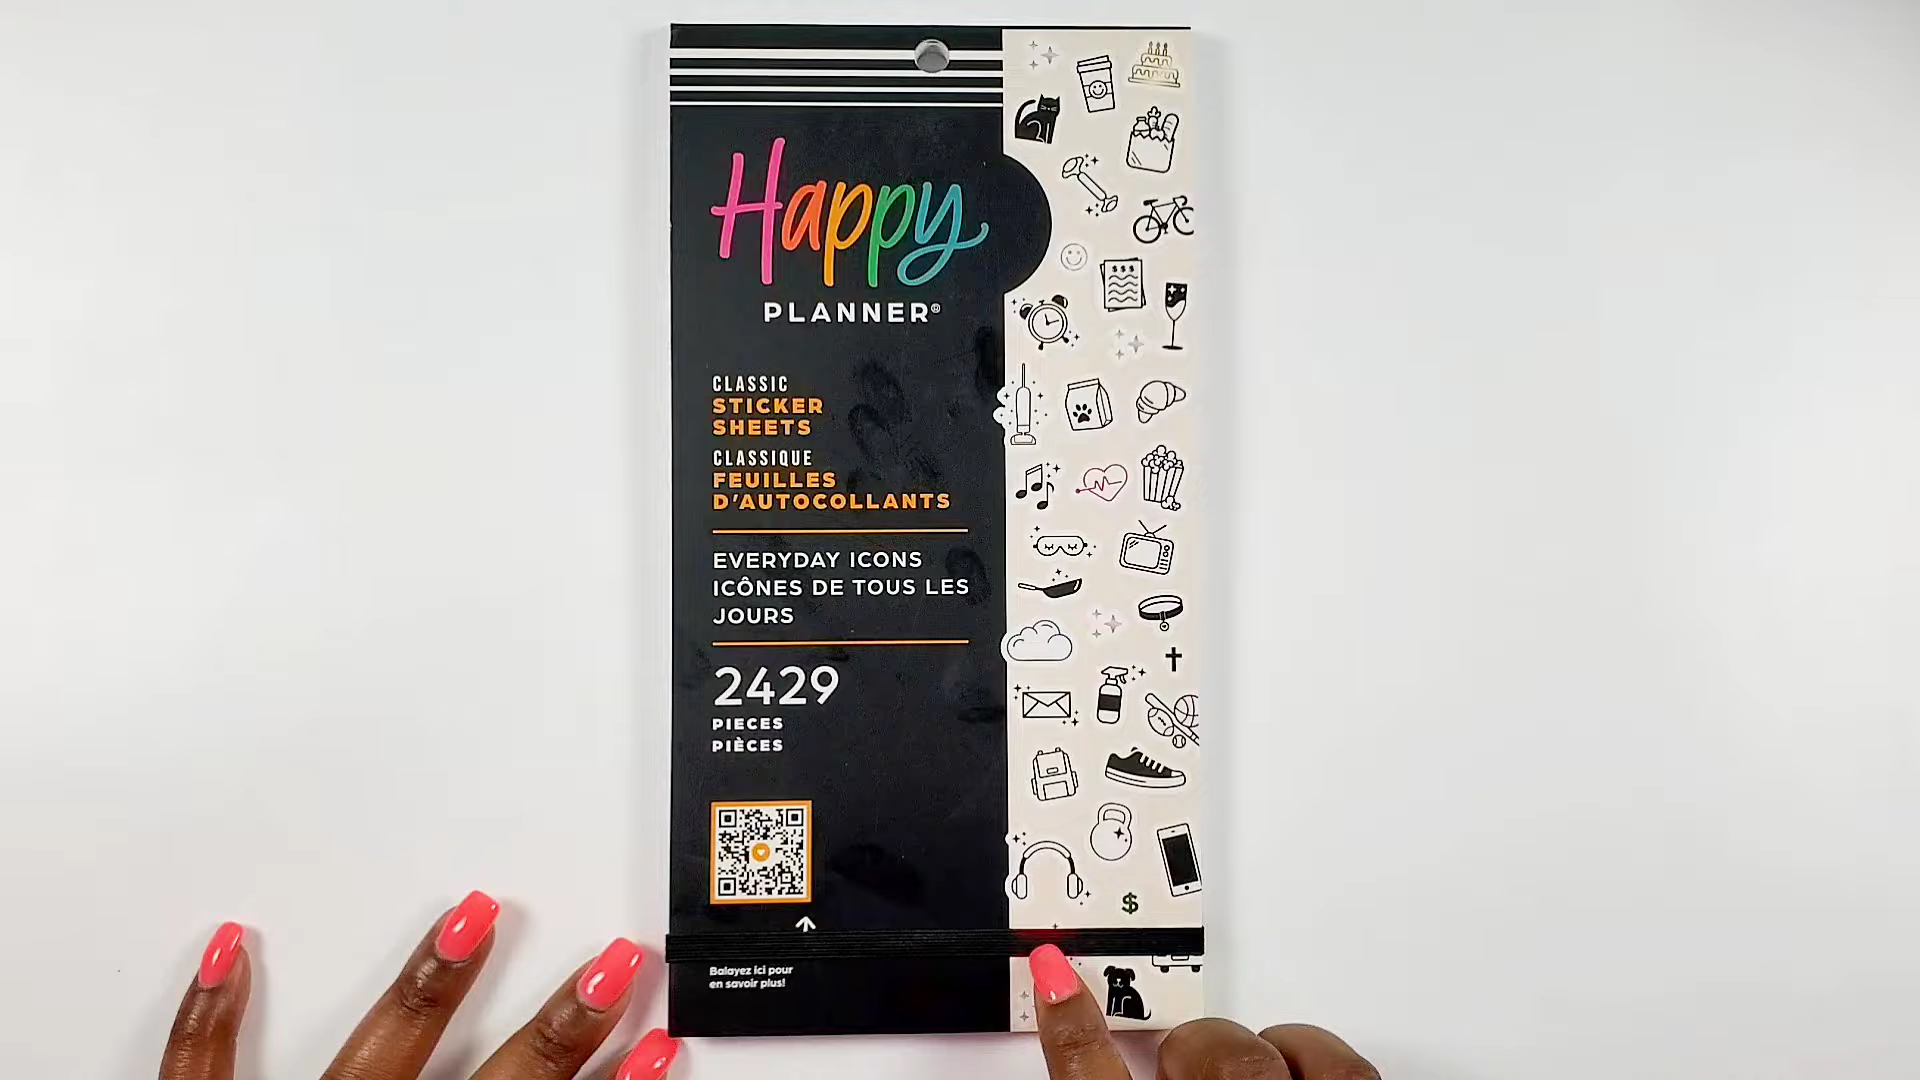 Happy
PLANNER®
CLASSIC
STICKER
SHEETS
CLASSIQUE
FEUILLES
D'AUTOCOLLANTS
EVERYDAY ICONS
ICÔNES DE TOUS LES
JOURS
2429
PIECES
PIÈCES
Balayez ici pour
en savoir plus!
$$$
$